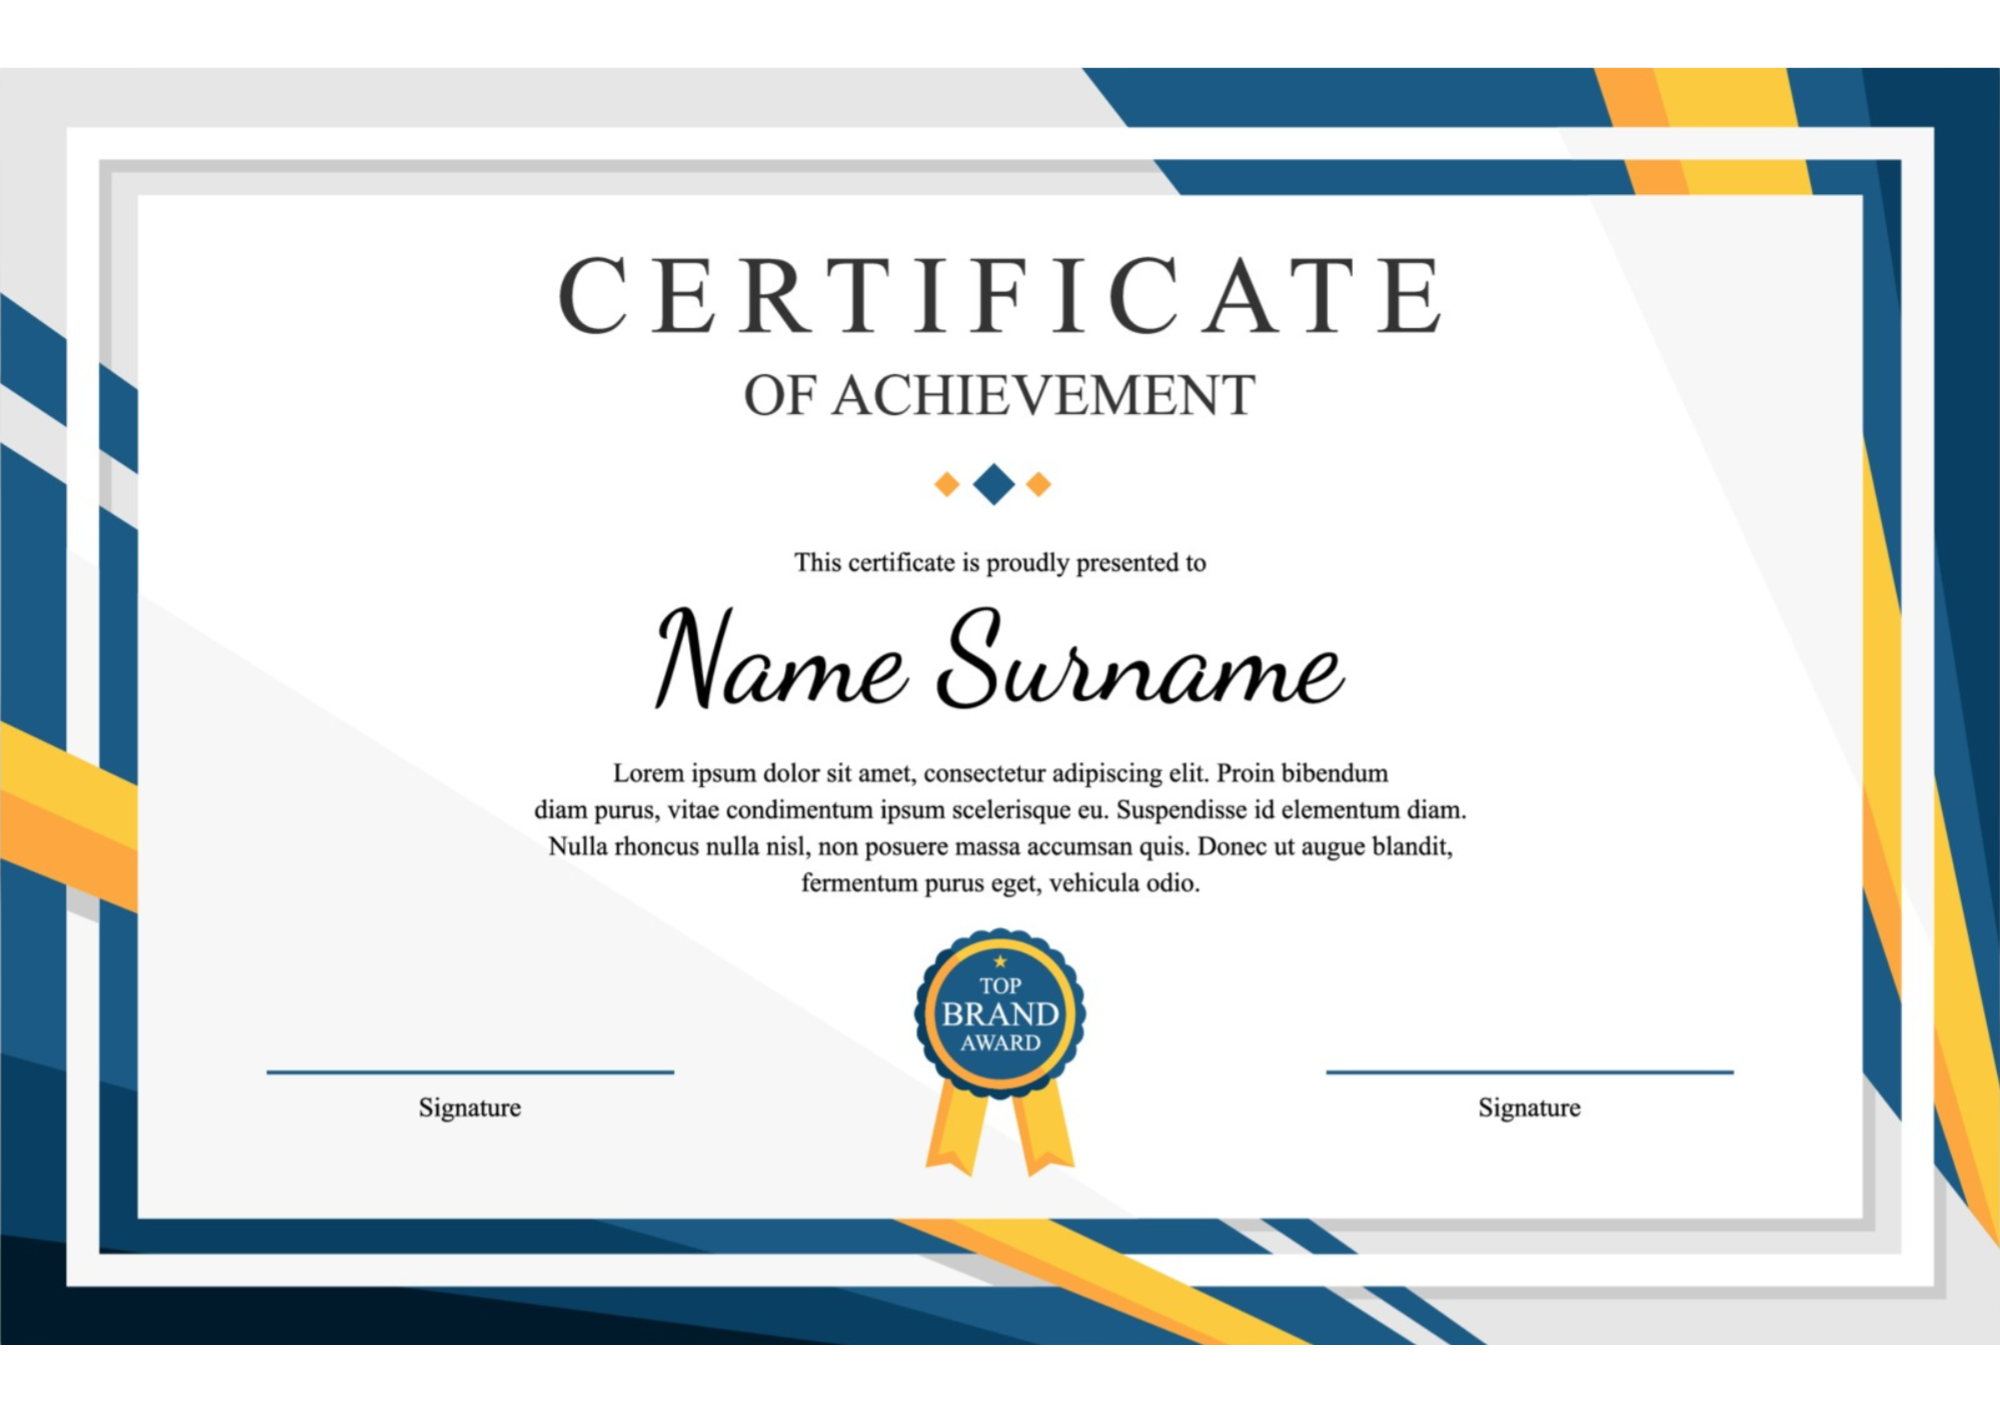 CERTIFICATE
OF ACHIEVEMENT
This certificate is proudly presented to
Name Surname
Lorem ipsum dolor sit amet, consectetur adipiscing elit. Proin bibendum
diam purus, vitae condimentum ipsum scelerisque eu. Suspendisse id elementum diam.
Nulla rhoncus nulla nisl, non posuere massa accumsan quis. Donec ut augue blandit,
fermentum purus eget, vehicula odio.
TOP
BRAND
AWARD
Signature
Signature